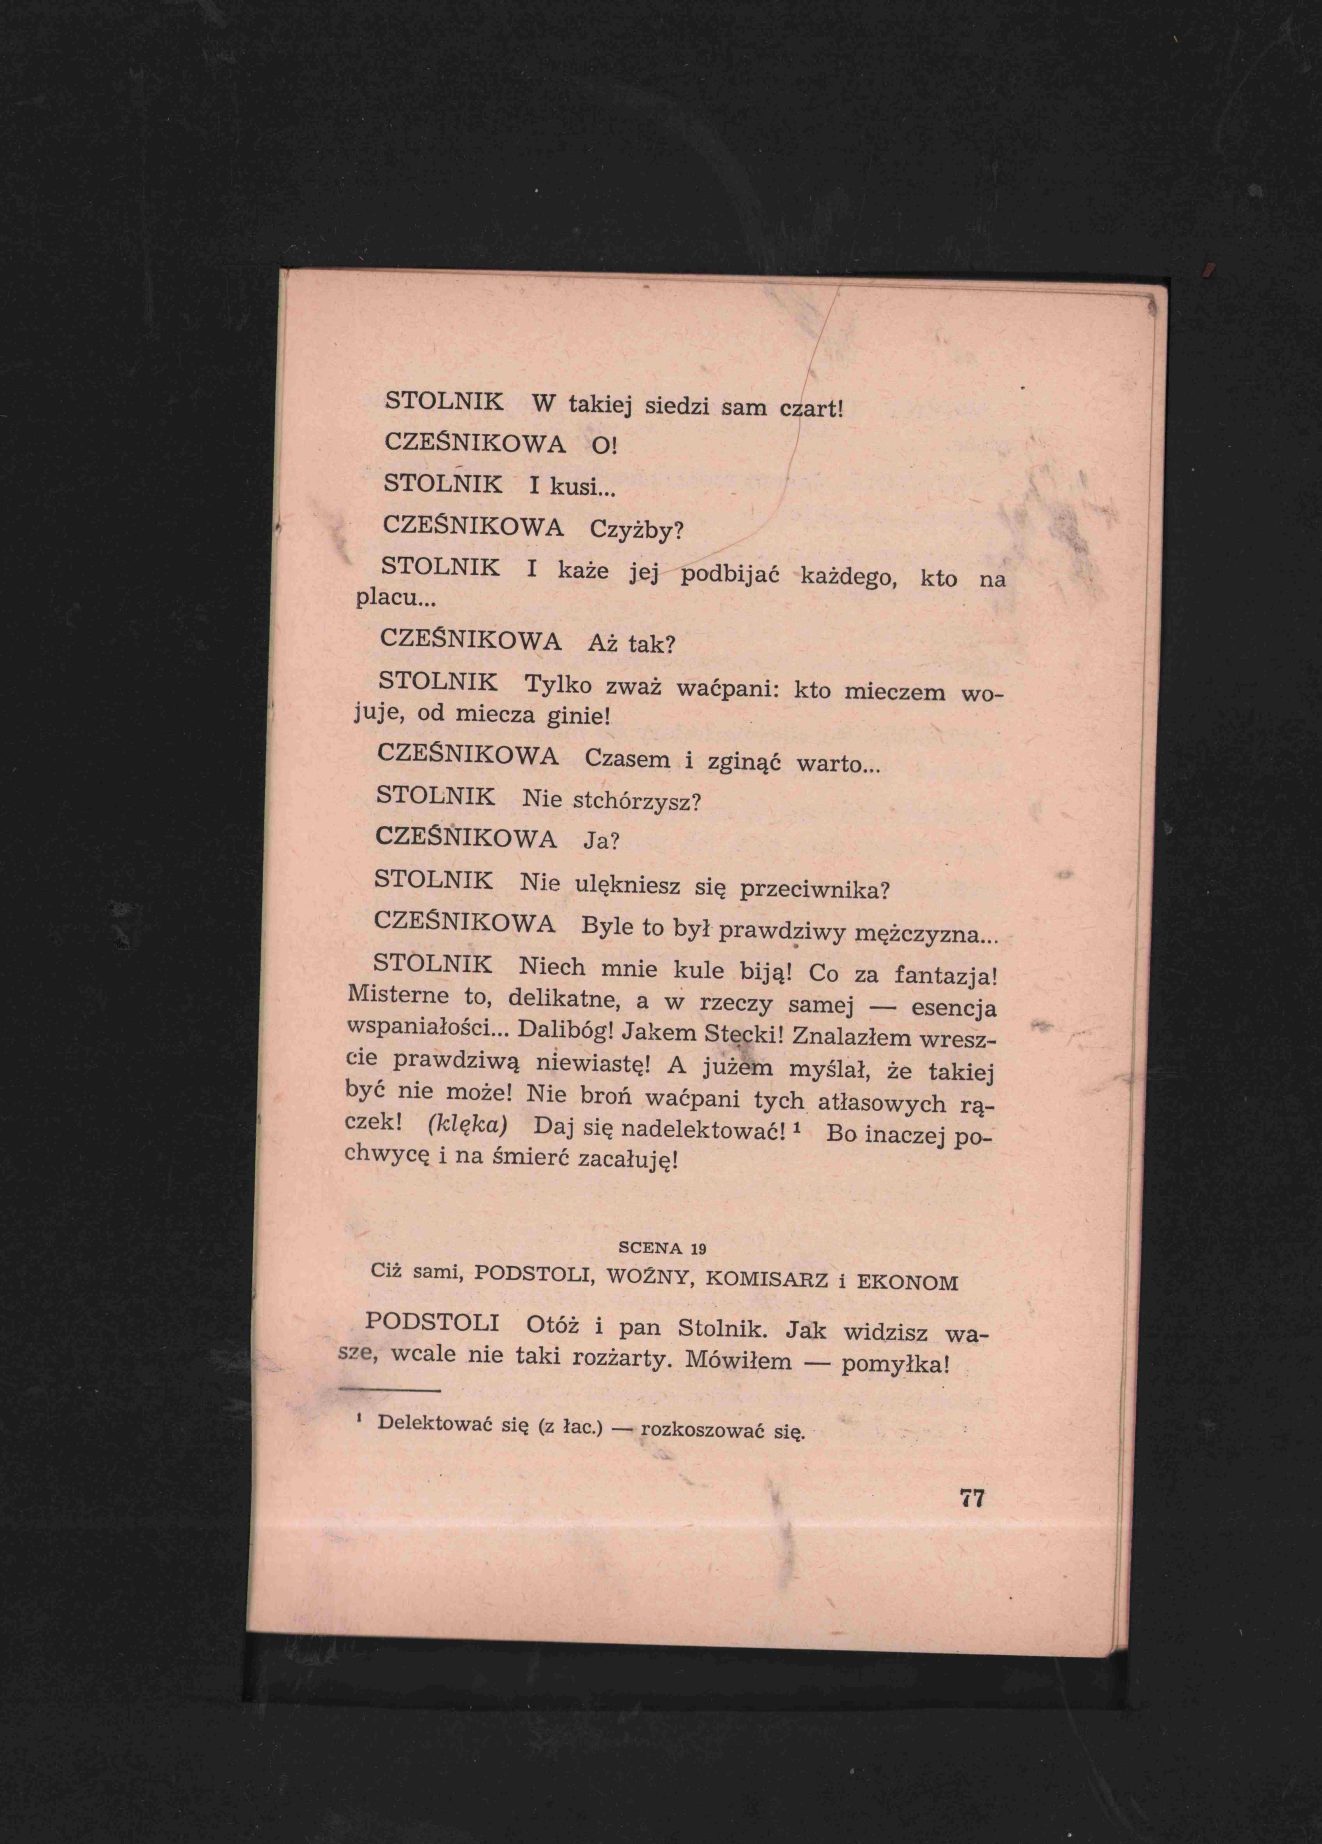 STOLNIK W takiej siedzi sam czart!
CZEŚNIKOWA O!
STOLNIK I kusi...
CZEŚNIKOWA Czyżby?
STOLNIK I każe jej podbijać każdego, kto na
placu...
CZEŚNIKOWA Aż tak?
STOLNIK Tylko zważ waćpani: kto mieczem wo-
juje, od miecza ginie!
CZEŚNIKOWA Czasem i zginąć warto...
STOLNIK Nie stchórzysz?
CZEŚNIKOWA Ja?
STOLNIK Nie ulękniesz się przeciwnika?
CZEŚNIKOWA Byle to był prawdziwy mężczyzna...
STOLNIK Niech mnie kule biją! Co za fantazja!
Misterne to, delikatne, a w rzeczy samej — esencja
wspaniałości... Dalibóg! Jakem Stecki! Znalazłem wresz-
cie prawdziwą niewiastę! A jużem myślał, że takiej
być nie może! Nie broń waćpani tych atłasowych rą-
czek! (klęka) Daj się nadelektować! ¹ Bo inaczej po-
chwycę i na śmierć zacałuję!
SCENA 19
Ciż sami, PODSTOLI, WOŹNY, KOMISARZ i EKONOM
PODSTOLI Otóż i pan Stolnik. Jak widzisz wa-
sze, wcale nie taki rozżarty. Mówiłem — pomyłka!
¹ Delektować się (z łac.) — rozkoszować się.
77